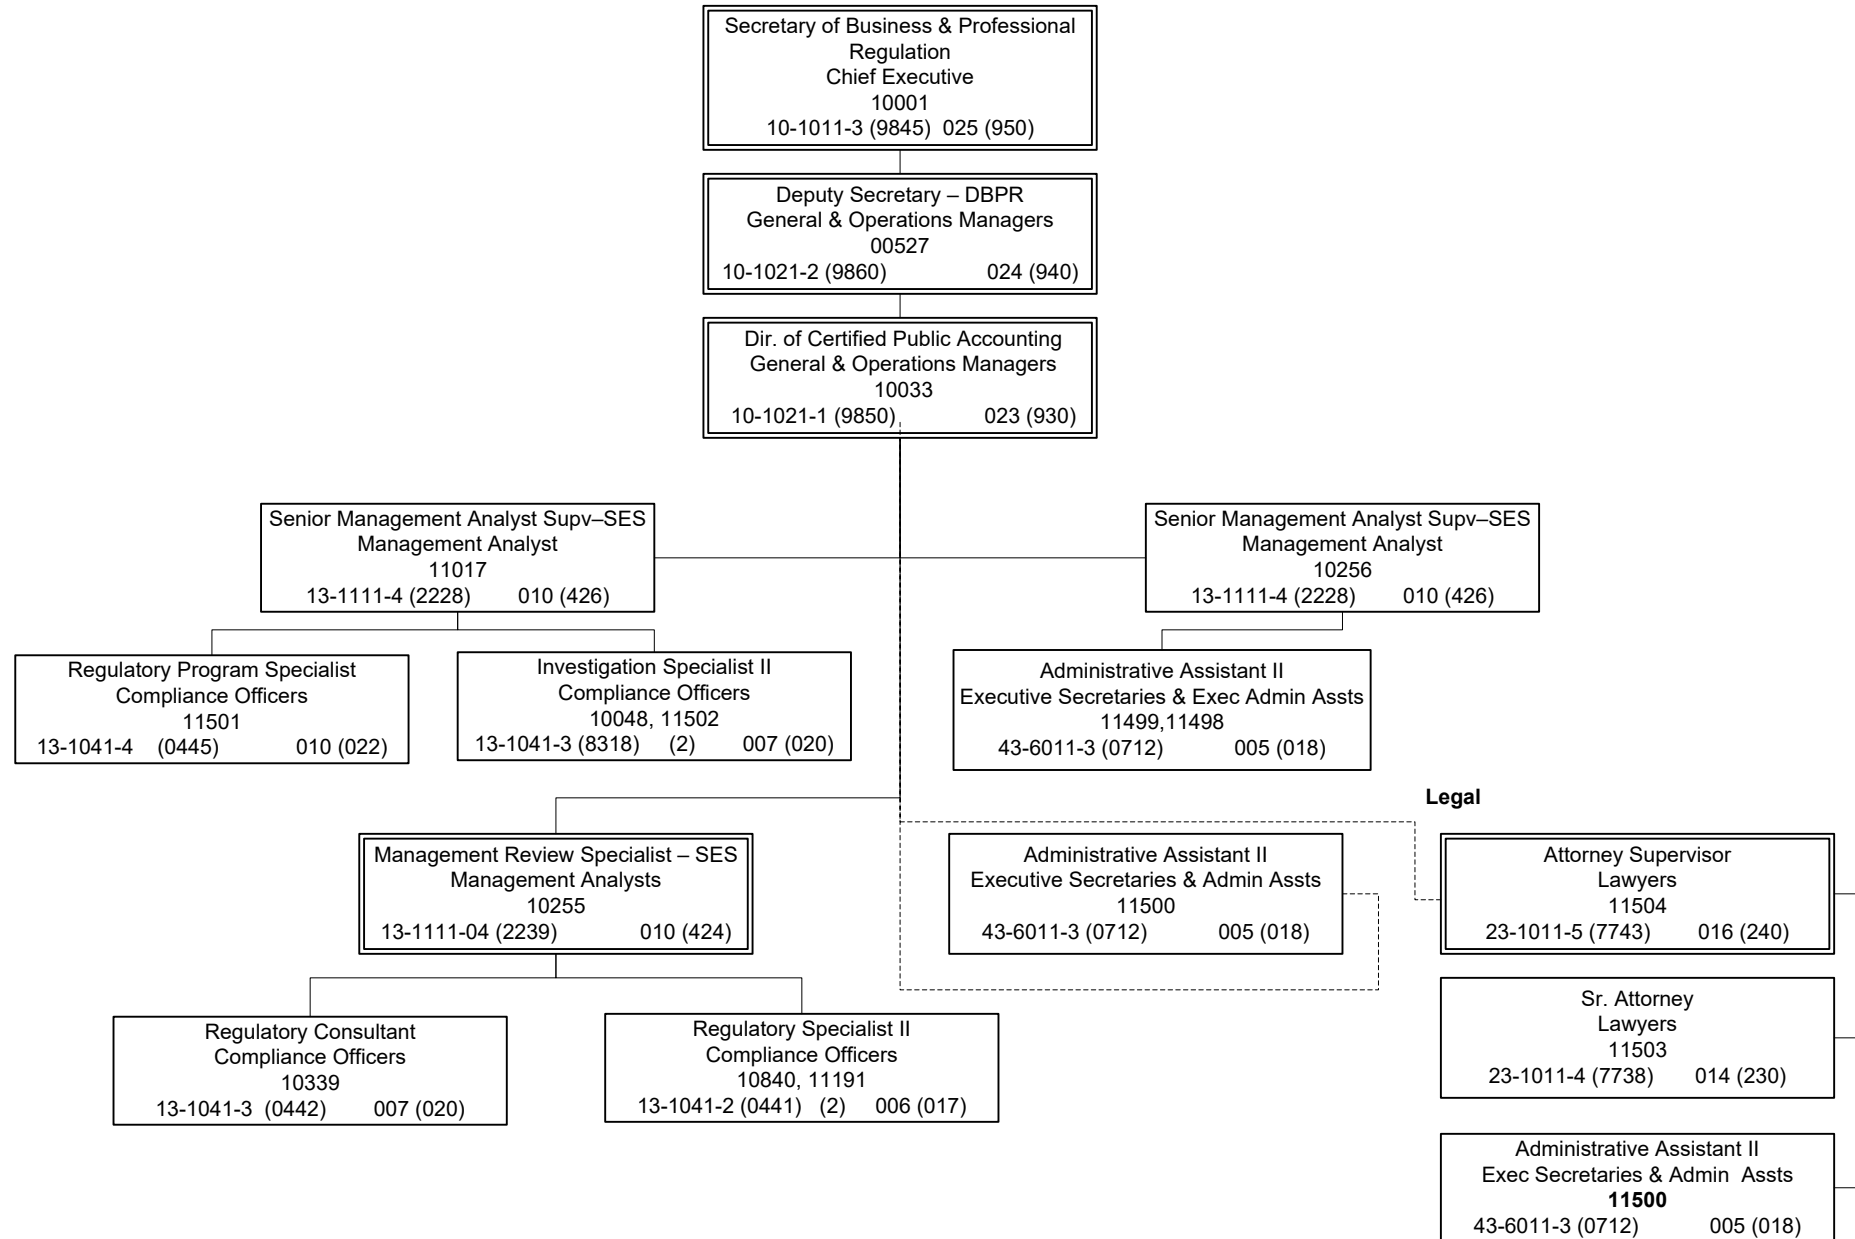 Secretary of Business & Professional
Regulation
Chief Executive
10001
10-1011-3 (9845)  025 (950)
Deputy Secretary – DBPR
General & Operations Managers
00527
10-1021-2 (9860)  024 (940)
Dir. of Certified Public Accounting
General & Operations Managers
10033
10-1021-1 (9850)  023 (930)
Senior Management Analyst Supv–SES
Management Analyst
11017
13-1111-4 (2228)  010 (426)
Senior Management Analyst Supv–SES
Management Analyst
10256
13-1111-4 (2228)  010 (426)
Regulatory Program Specialist
Compliance Officers
11501
13-1041-4  (0445)  010 (022)
Investigation Specialist II
Compliance Officers
10048, 11502
13-1041-3 (8318)  (2)  007 (020)
Administrative Assistant II
Executive Secretaries & Exec Admin Assts
11499,11498
43-6011-3 (0712)  005 (018)
Management Review Specialist – SES
Management Analysts
10255
13-1111-04 (2239)  010 (424)
Administrative Assistant II
Executive Secretaries & Admin Assts
11500
43-6011-3 (0712)  005 (018)
Legal
Attorney Supervisor
Lawyers
11504
23-1011-5 (7743)  016 (240)
Regulatory Consultant
Compliance Officers
10339
13-1041-3  (0442)  007 (020)
Regulatory Specialist II
Compliance Officers
10840, 11191
13-1041-2 (0441)  (2)  006 (017)
Sr. Attorney
Lawyers
11503
23-1011-4 (7738)  014 (230)
Administrative Assistant II
Exec Secretaries & Admin  Assts
11500
43-6011-3 (0712)  005 (018)